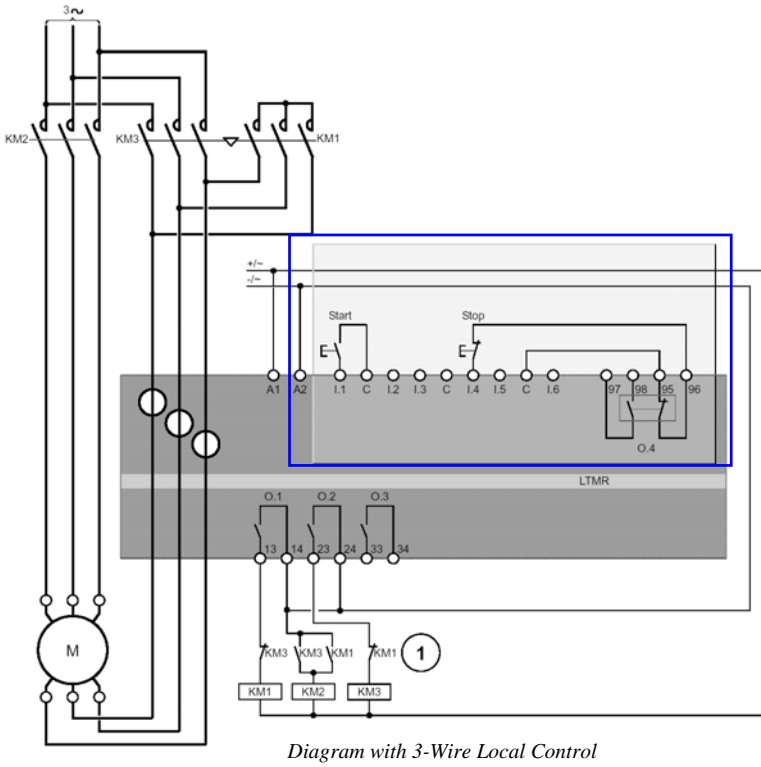 3~
KM2
KM3
KM1
+/~
-/~
Start
Stop
A1 A2 I.1 C I.2 I.3 C I.4 I.5 C I.6 97 98 95 96
O.4
LTMR
O.1 O.2 O.3
13 14 23 24 33 34
M
KM3 KM3 KM1 KM1 1
KM1 KM2 KM3
Diagram with 3-Wire Local Control